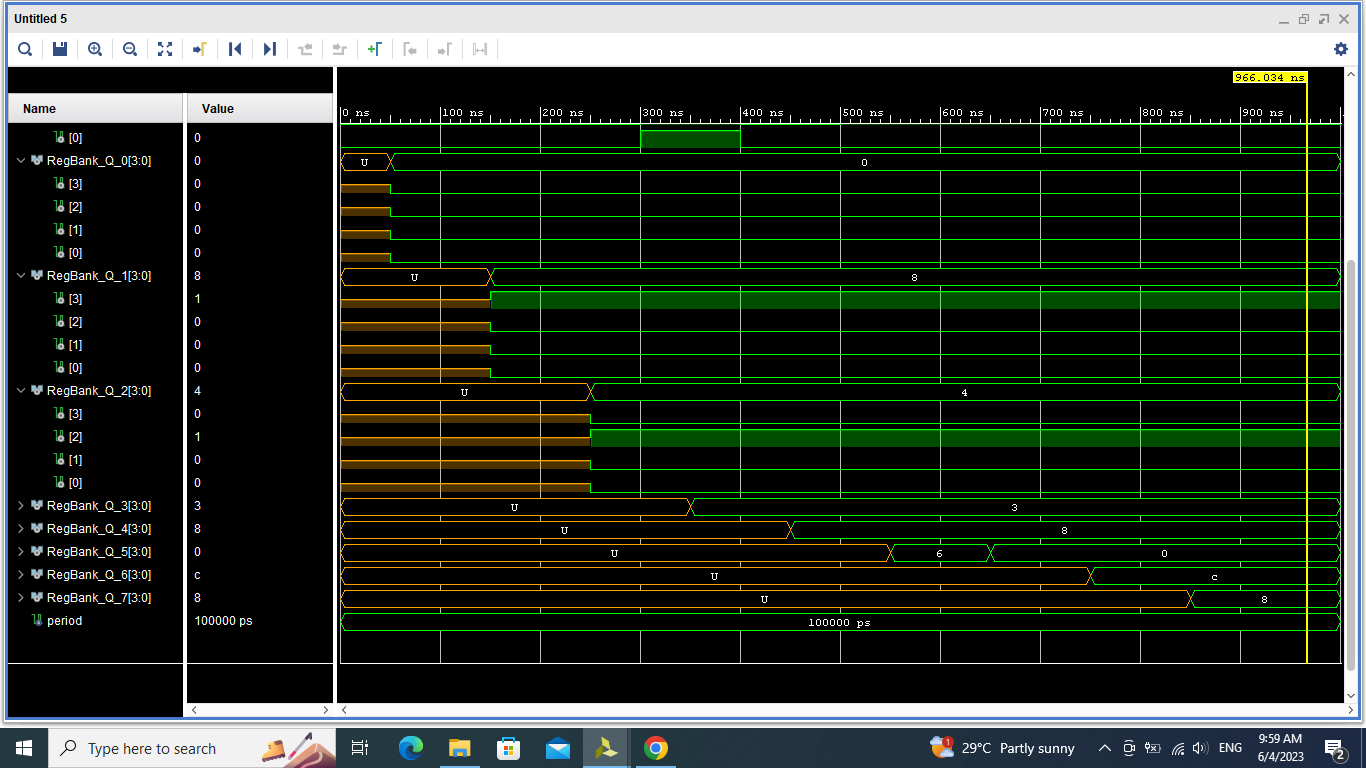 Untitled 5
966.034 ns
Name Value
0 ns 100 ns 200 ns 300 ns 400 ns 500 ns 600 ns 700 ns 800 ns 900 ns
[0] 0
RegBank_Q_0[3:0] 0 U 0
[3] 0
[2] 0
[1] 0
[0] 0
RegBank_Q_1[3:0] 8 U 8
[3] 1
[2] 0
[1] 0
[0] 0
RegBank_Q_2[3:0] 4 U 4
[3] 0
[2] 1
[1] 0
[0] 0
RegBank_Q_3[3:0] 3 U 3
RegBank_Q_4[3:0] 8 U 8
RegBank_Q_5[3:0] 0 U 6 0
RegBank_Q_6[3:0] c U c
RegBank_Q_7[3:0] 8 U 8
period 100000 ps 100000 ps
Type here to search
1
29°C Partly sunny
ENG
9:59 AM
6/4/2023
2